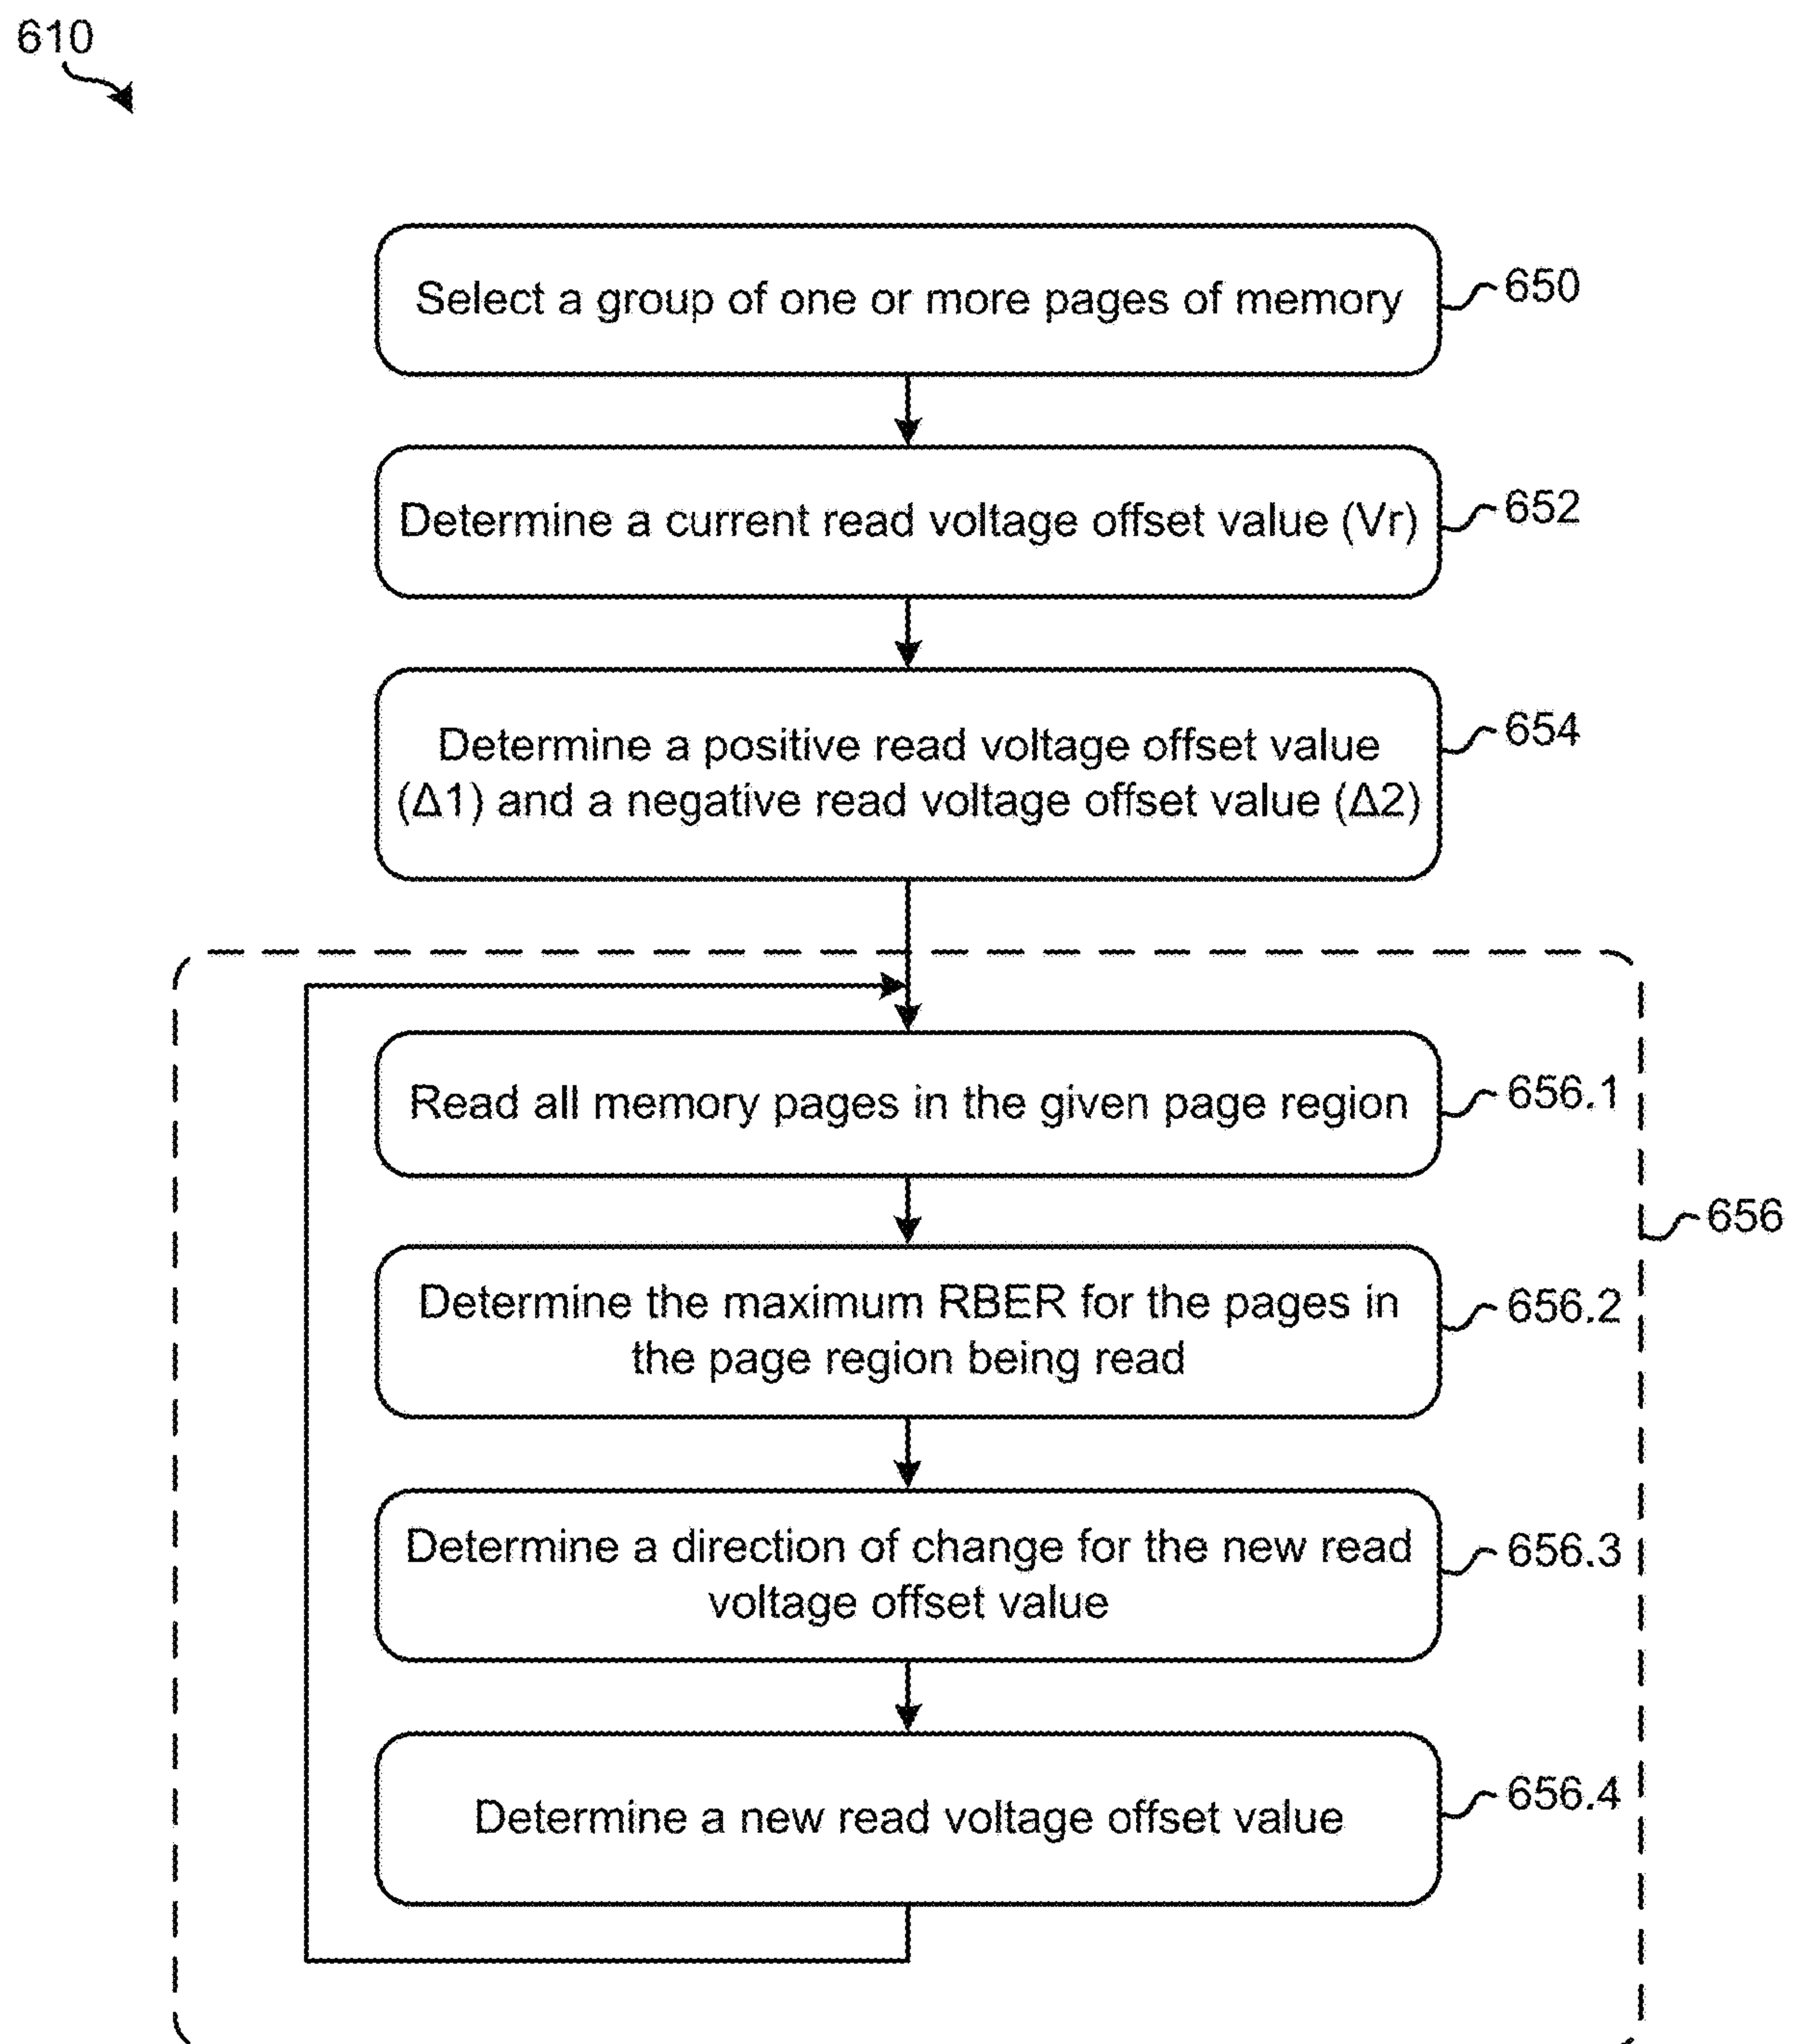 610
Select a group of one or more pages of memory
650
Determine a current read voltage offset value (Vr)
652
Determine a positive read voltage offset value
(Δ1) and a negative read voltage offset value (Δ2)
654
Read all memory pages in the given page region
656.1
656
Determine the maximum RBER for the pages in
the page region being read
656.2
Determine a direction of change for the new read
voltage offset value
656.3
Determine a new read voltage offset value
656.4